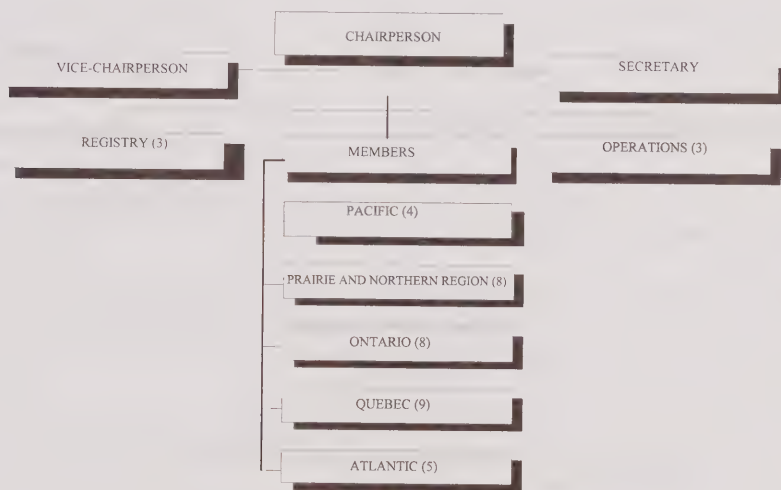 CHAIRPERSON
VICE-CHAIRPERSON
SECRETARY
REGISTRY (3)
MEMBERS
OPERATIONS (3)
PACIFIC (4)
PRAIRIE AND NORTHERN REGION (8)
ONTARIO (8)
QUEBEC (9)
ATLANTIC (5)